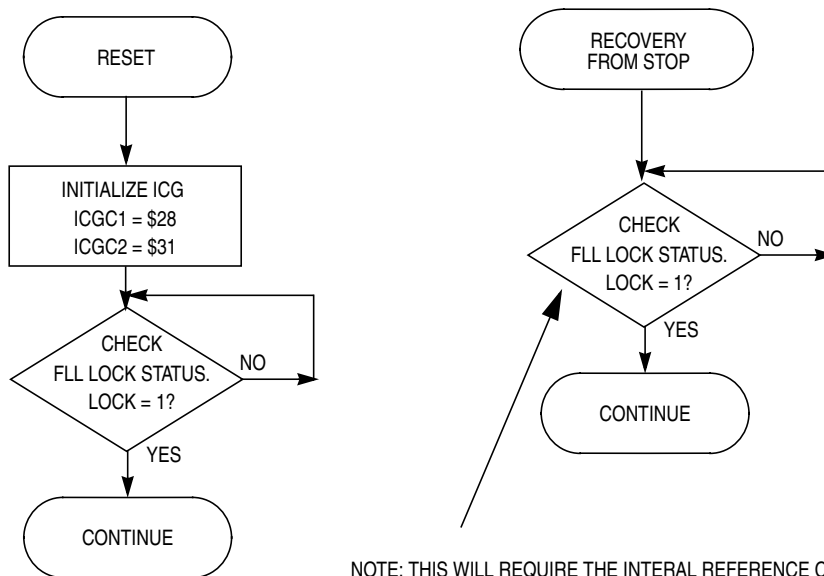 RESET
INITIALIZE ICG
ICGC1 = $28
ICGC2 = $31
CHECK
FLL LOCK STATUS.
LOCK = 1?
NO
YES
CONTINUE
RECOVERY
FROM STOP
CHECK
FLL LOCK STATUS.
LOCK = 1?
NO
YES
CONTINUE
NOTE: THIS WILL REQUIRE THE INTERAL REFERENCE